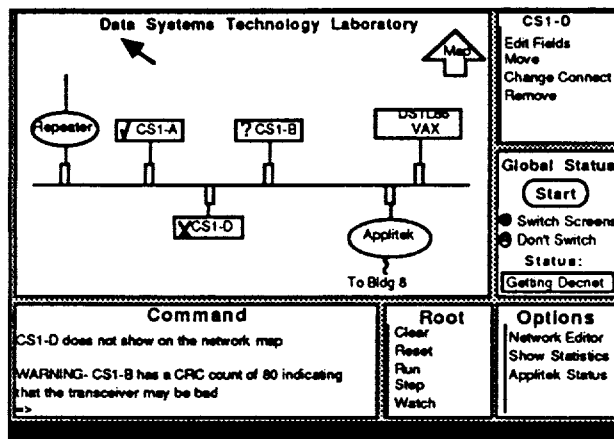 Data Systems Technology Laboratory
Map
Repeater
√ CS1-A
? CS1-B
DSTL86
VAX
X CS1-D
Applitek
To Bldg 8
CS1-D
Edit Fields
Move
Change Connect
Remove
Global Status
Start
Switch Screens
Don't Switch
Status:
Getting Decnet
Command
CS1-D does not show on the network map
WARNING- CS1-B has a CRC count of 80 indicating
that the transceiver may be bad
=>
Root
Clear
Reset
Run
Step
Watch
Options
Network Editor
Show Statistics
Applitek Status